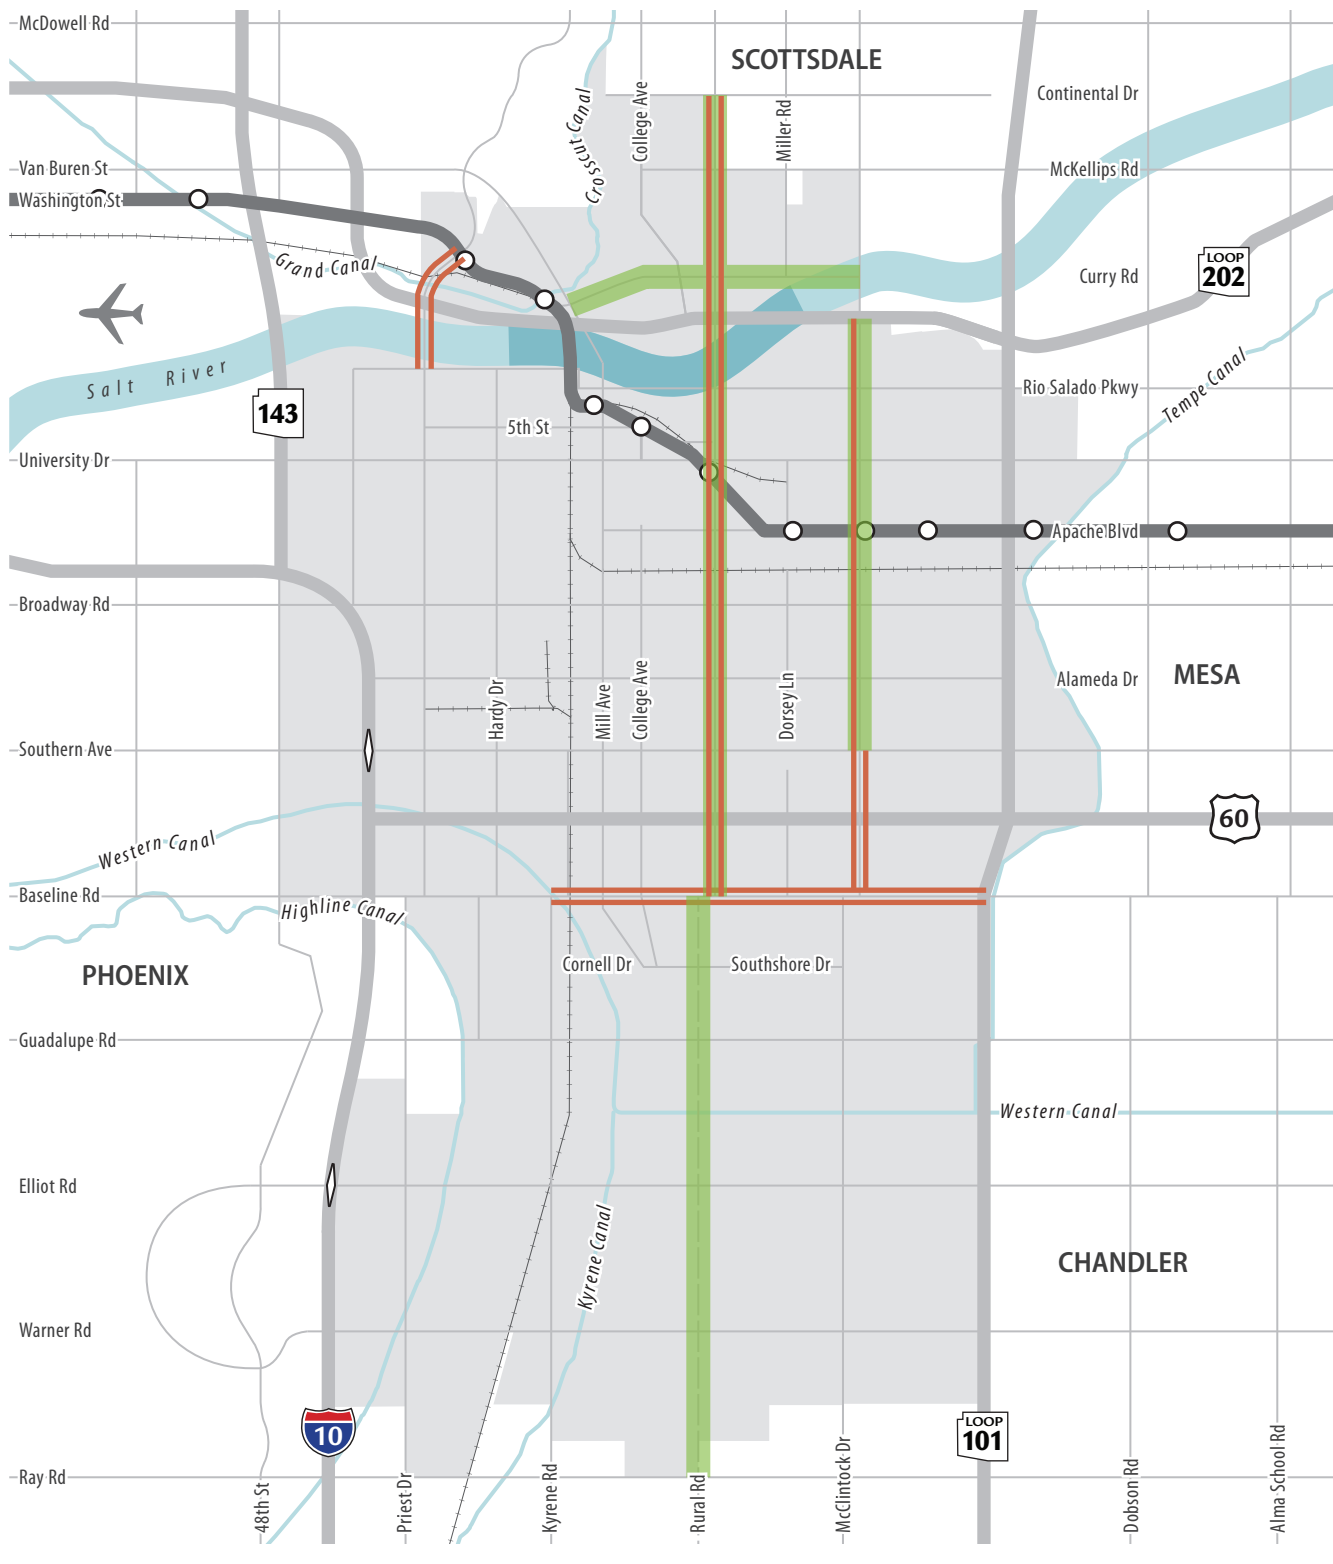 McDowell Rd
SCOTTSDALE
College Ave
Crosscut Canal
Miller Rd
Continental Dr
Van Buren St
McKellips Rd
Washington St
Grand Canal
Curry Rd
LOOP
202
Salt River
Rio Salado Pkwy
Tempe Canal
143
5th St
University Dr
Apache Blvd
Broadway Rd
Hardy Dr
Mill Ave
College Ave
Dorsey Ln
Alameda Dr
MESA
Southern Ave
60
Western Canal
Baseline Rd
Highline Canal
PHOENIX
Cornell Dr
Southshore Dr
Guadalupe Rd
Western Canal
Elliot Rd
Kyrene Canal
CHANDLER
Warner Rd
10
LOOP
101
Ray Rd
48th St
Priest Dr
Kyrene Rd
Rural Rd
McClintock Dr
Dobson Rd
Alma School Rd